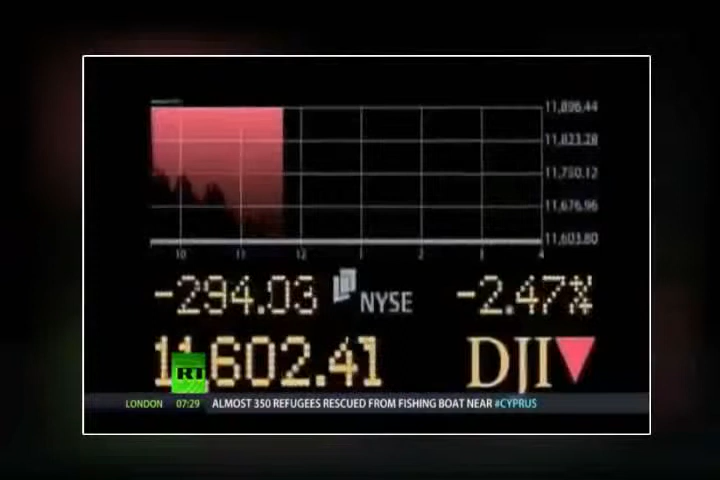 11,896.44
11,823.28
11,750.12
11,676.96
11,603.80
10 11 12 1 2 3 4
-294.03 NYSE -2.47%
11,602.41 DJI
RT
LONDON 07:29 ALMOST 350 REFUGEES RESCUED FROM FISHING BOAT NEAR #CYPRUS